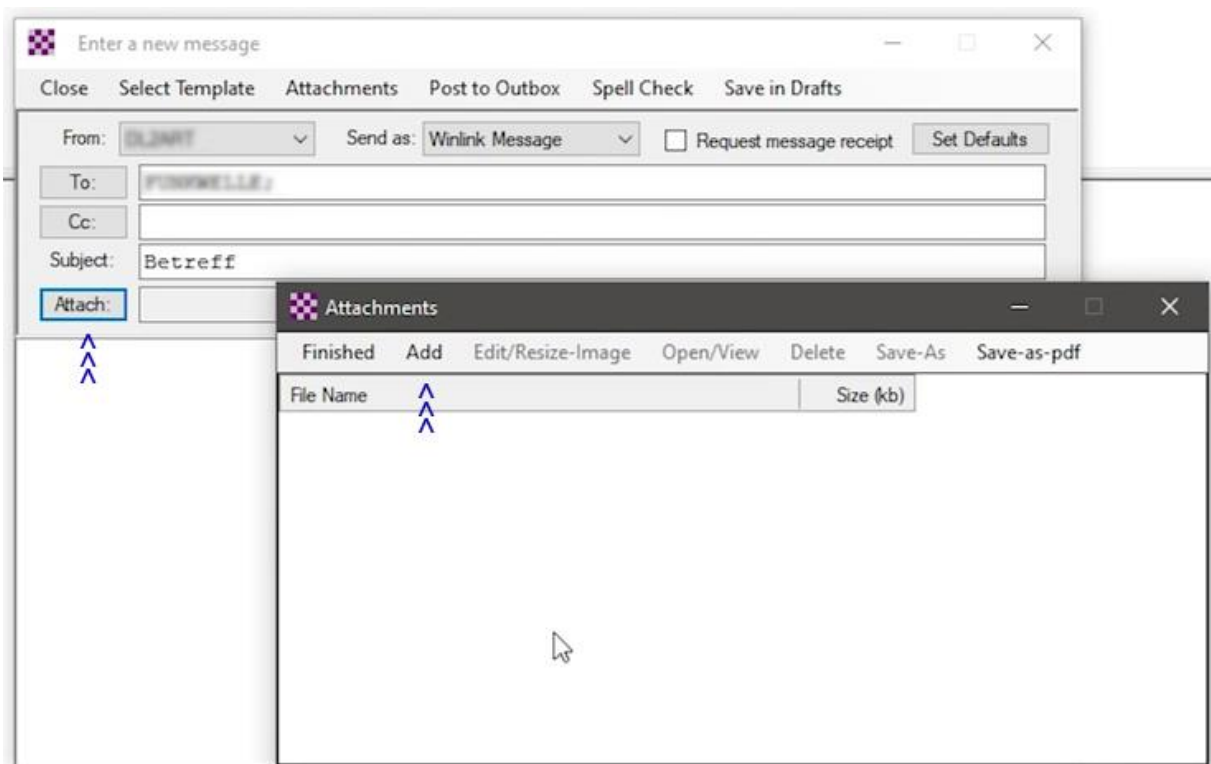 Enter a new message
Close Select Template Attachments Post to Outbox Spell Check Save in Drafts
From: Send as: Winlink Message Request message receipt Set Defaults
To:
Cc:
Subject: Betreff
Attach:
Attachments
Finished Add Edit/Resize-Image Open/View Delete Save-As Save-as-pdf
File Name Size (kb)